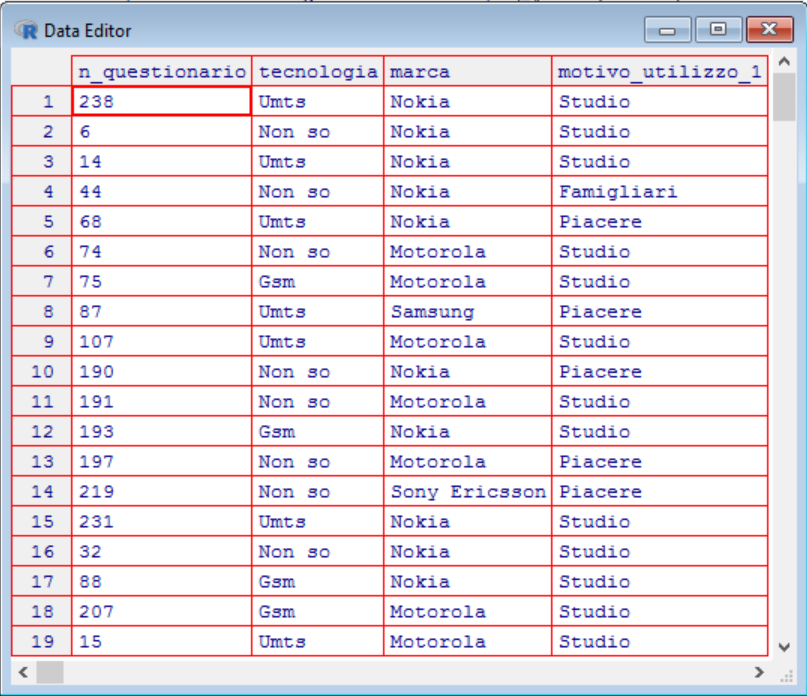 R Data Editor
n_questionario tecnologia marca motivo_utilizzo_1
1 238 Umts Nokia Studio
2 6 Non so Nokia Studio
3 14 Umts Nokia Studio
4 44 Non so Nokia Famigliari
5 68 Umts Nokia Piacere
6 74 Non so Motorola Studio
7 75 Gsm Motorola Studio
8 87 Umts Samsung Piacere
9 107 Umts Motorola Studio
10 190 Non so Nokia Piacere
11 191 Non so Motorola Studio
12 193 Gsm Nokia Studio
13 197 Non so Motorola Piacere
14 219 Non so Sony Ericsson Piacere
15 231 Umts Nokia Studio
16 32 Non so Nokia Studio
17 88 Gsm Nokia Studio
18 207 Gsm Motorola Studio
19 15 Umts Motorola Studio